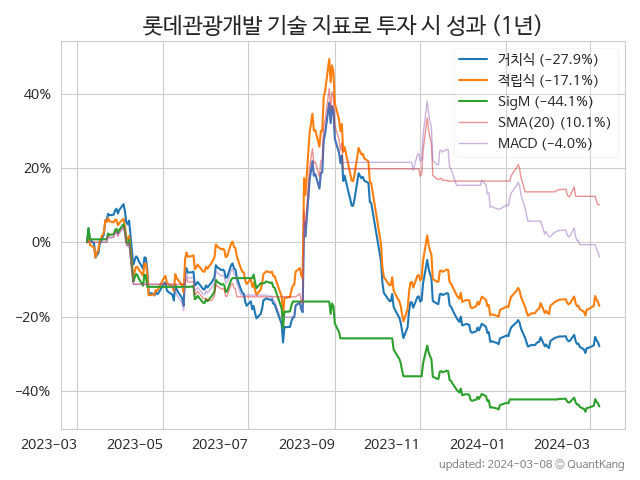 롯데관광개발 기술 지표로 투자 시 성과 (1년)
거치식 (−27.9%)
적립식 (−17.1%)
SigM (−44.1%)
SMA(20) (10.1%)
MACD (−4.0%)
40%
20%
0%
−20%
−40%
2023−03
2023−05
2023−07
2023−09
2023−11
2024−01
2024−03
updated: 2024−03−08 © QuantKang